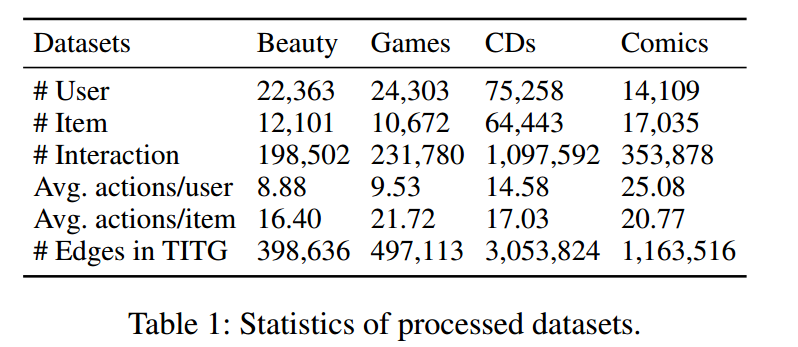 Datasets Beauty Games CDs Comics
# User 22,363 24,303 75,258 14,109
# Item 12,101 10,672 64,443 17,035
# Interaction 198,502 231,780 1,097,592 353,878
Avg. actions/user 8.88 9.53 14.58 25.08
Avg. actions/item 16.40 21.72 17.03 20.77
# Edges in TITG 398,636 497,113 3,053,824 1,163,516
Table 1: Statistics of processed datasets.